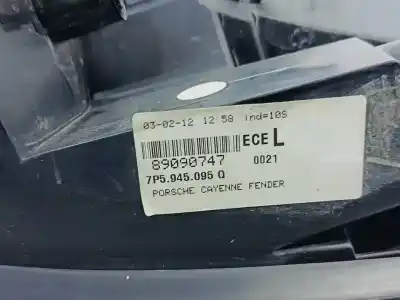 03-02-12 12:58 ind=10S
ECE L
89090747 0021
7P5.945.095 Q
PORSCHE CAYENNE FENDER